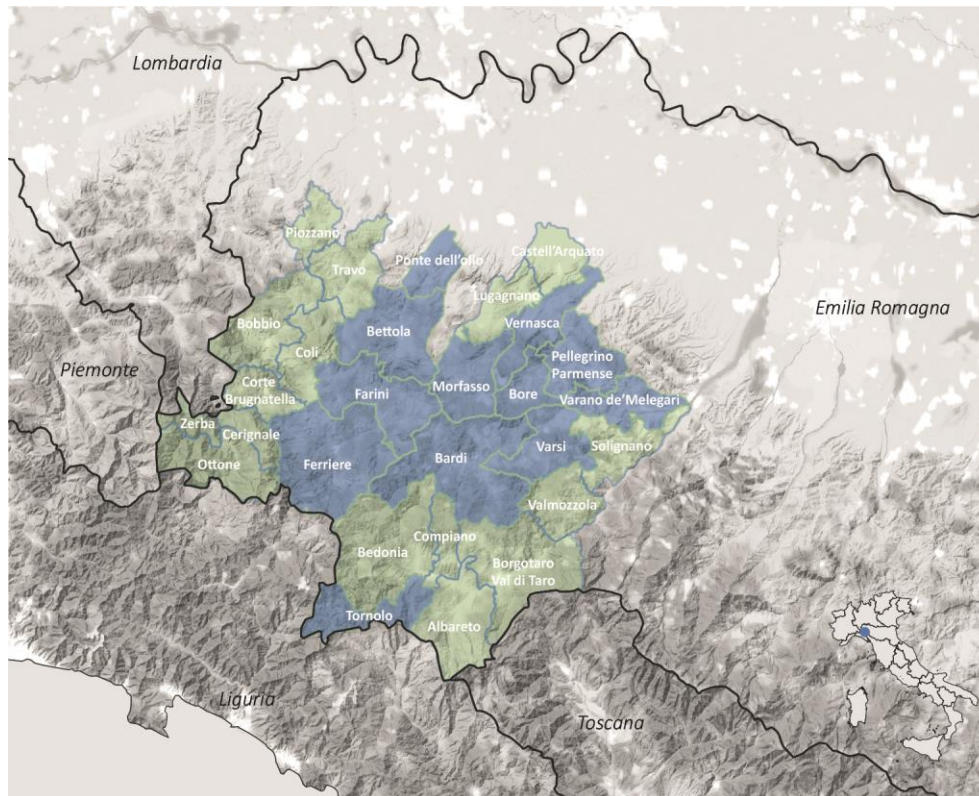 Lombardia
Piozzano
Travo
Ponte dell'olio
Castell'Arquato
Lugagnano
Emilia Romagna
Bobbio
Bettola
Vernasca
Coli
Pellegrino
Parmense
Piemonte
Corte
Brugnatella
Farini
Morfasso
Bore
Varano de'Melegari
Zerba
Cerignale
Ottone
Ferriere
Bardi
Varsi
Solignano
Valmozzola
Compiano
Bedonia
Borgotaro
Val di Taro
Tornolo
Albareto
Liguria
Toscana